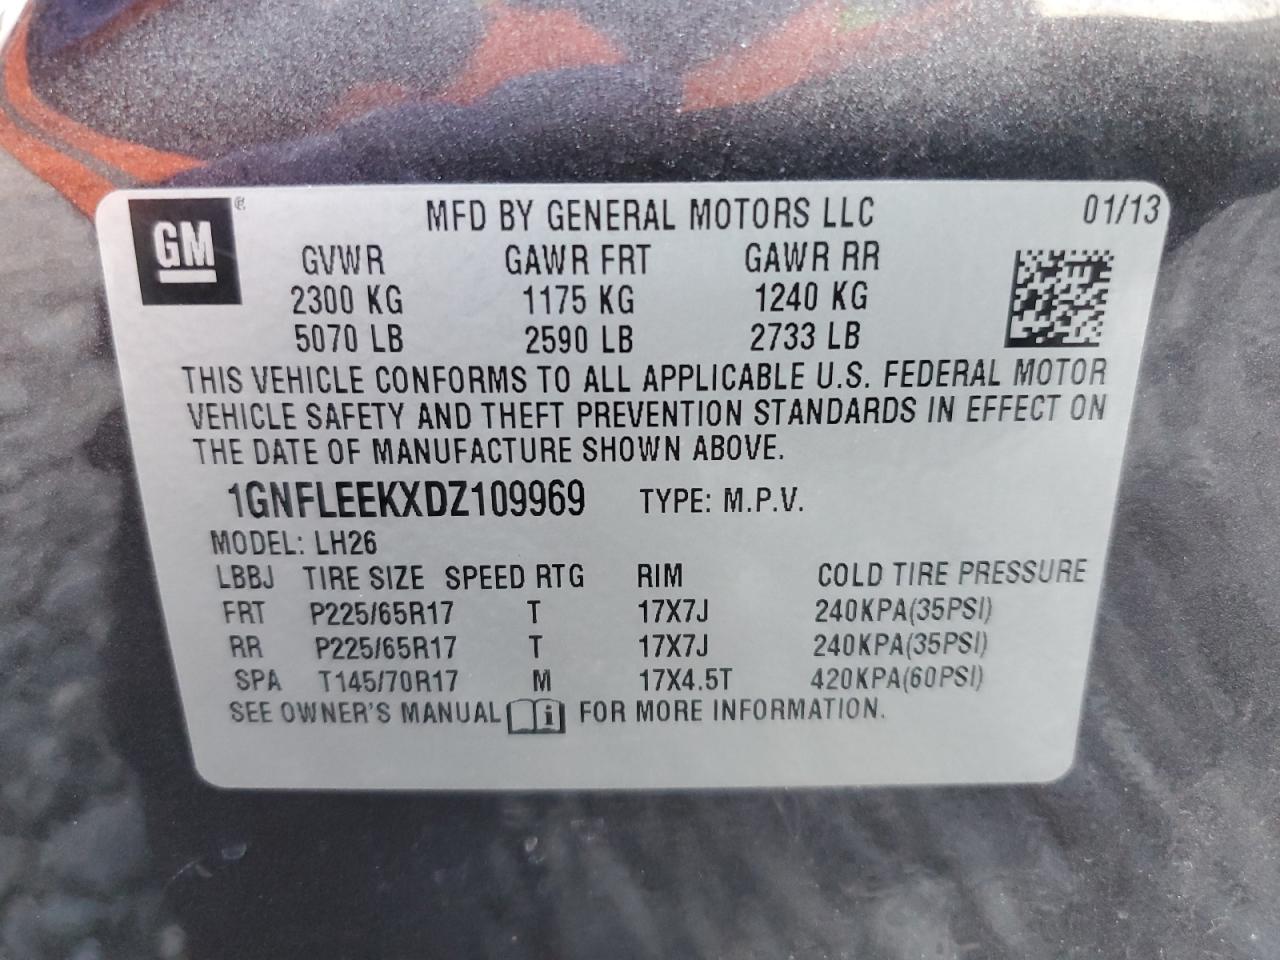 GM ®
MFD BY GENERAL MOTORS LLC 01/13
GVWR GAWR FRT GAWR RR
2300 KG 1175 KG 1240 KG
5070 LB 2590 LB 2733 LB
THIS VEHICLE CONFORMS TO ALL APPLICABLE U.S. FEDERAL MOTOR
VEHICLE SAFETY AND THEFT PREVENTION STANDARDS IN EFFECT ON
THE DATE OF MANUFACTURE SHOWN ABOVE.
1GNFLEEKXDZ109969 TYPE: M.P.V.
MODEL: LH26
LBBJ TIRE SIZE SPEED RTG RIM COLD TIRE PRESSURE
FRT P225/65R17 T 17X7J 240KPA(35PSI)
RR P225/65R17 T 17X7J 240KPA(35PSI)
SPA T145/70R17 M 17X4.5T 420KPA(60PSI)
SEE OWNER'S MANUAL i FOR MORE INFORMATION.